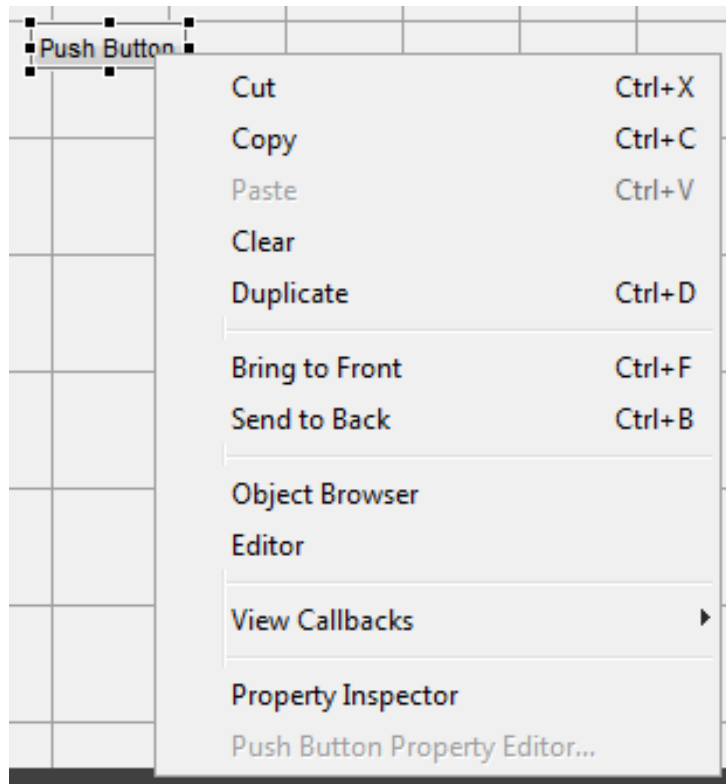 Push Button
Cut Ctrl+X
Copy Ctrl+C
Paste Ctrl+V
Clear
Duplicate Ctrl+D
Bring to Front Ctrl+F
Send to Back Ctrl+B
Object Browser
Editor
View Callbacks
Property Inspector
Push Button Property Editor...